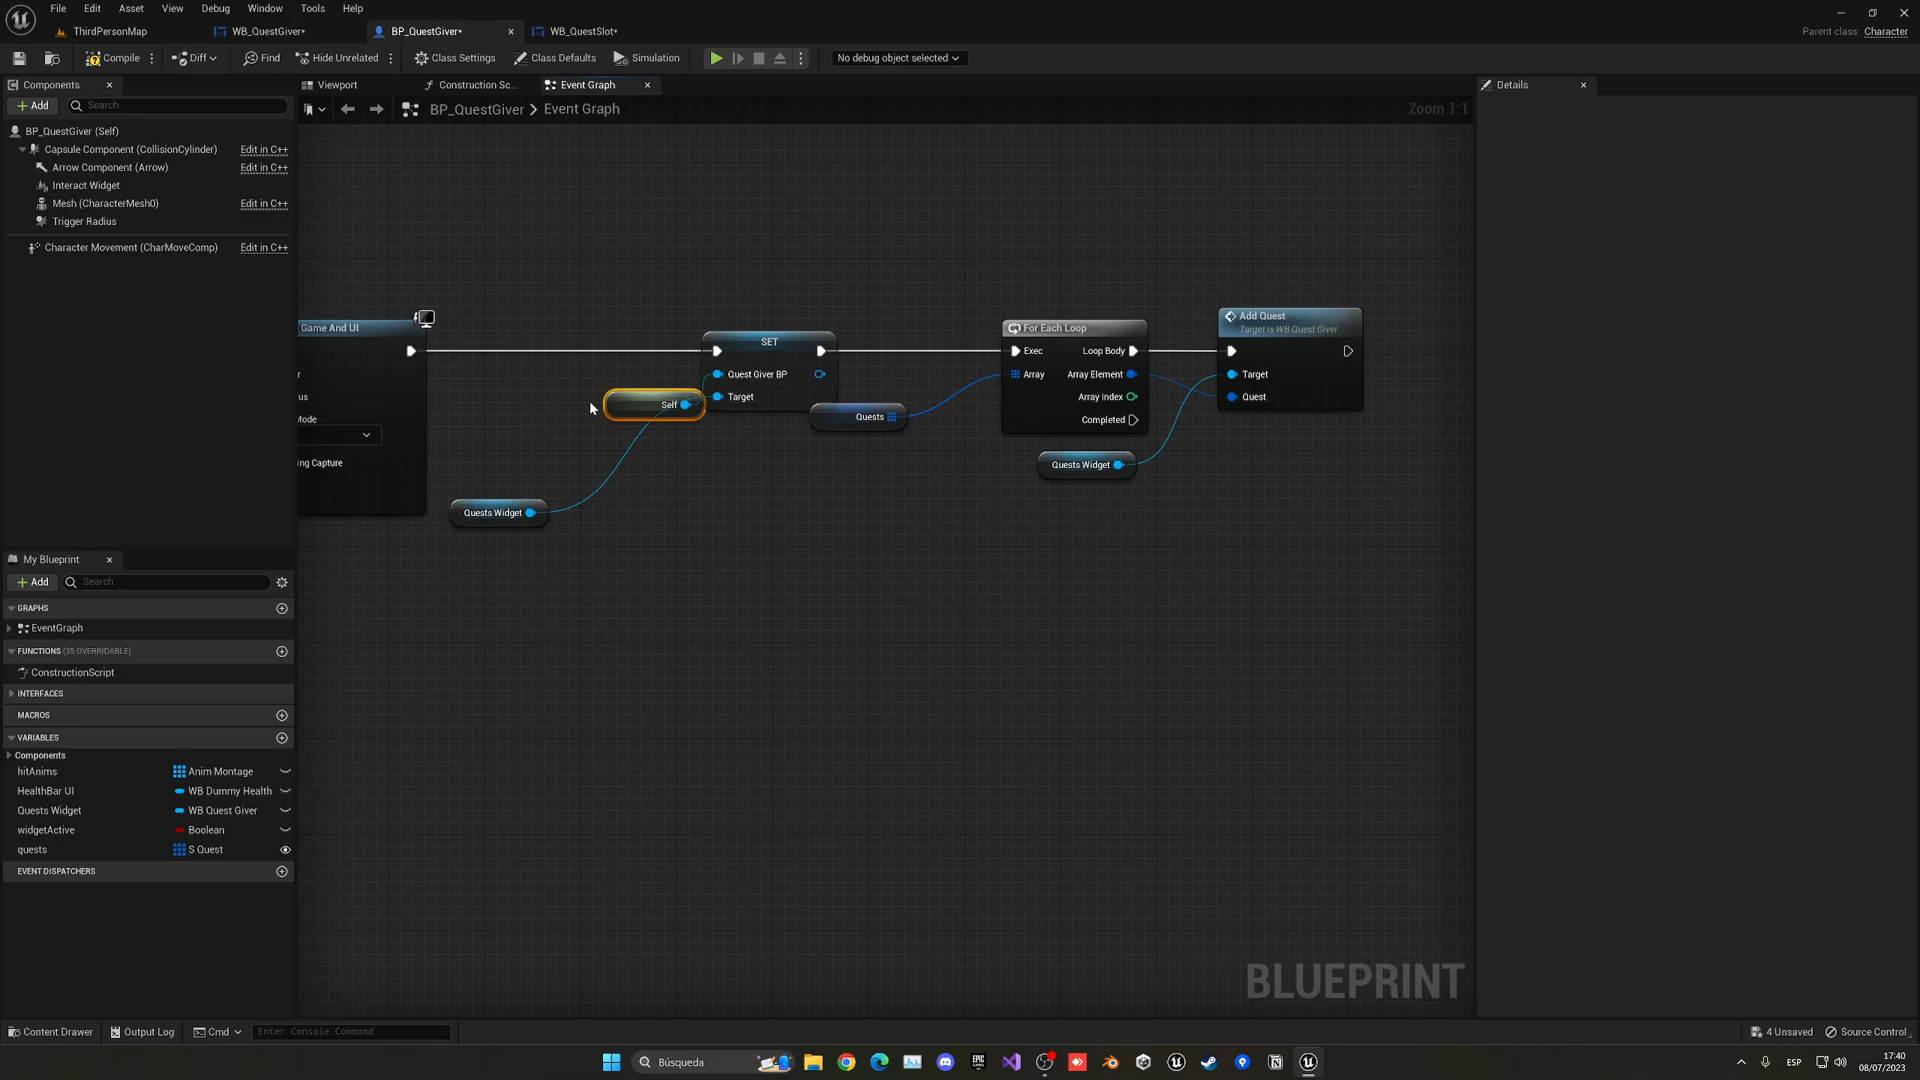 File Edit Asset View Debug Window Tools Help
ThirdPersonMap
WB_QuestGiver*
BP_QuestGiver*
WB_QuestSlot*
Parent class: Character
Compile
Diff
Find
Hide Unrelated
Class Settings
Class Defaults
Simulation
No debug object selected
Components
Viewport
Construction Sc...
Event Graph
Details
Add
Search
BP_QuestGiver > Event Graph
Zoom 1:1
BP_QuestGiver (Self)
Capsule Component (CollisionCylinder) Edit in C++
Arrow Component (Arrow) Edit in C++
Interact Widget
Mesh (CharacterMesh0) Edit in C++
Trigger Radius
Character Movement (CharMoveComp) Edit in C++
Game And UI
Mode
ing Capture
SET
Quest Giver BP
Target
Self
Quests Widget
Quests
For Each Loop
Exec Loop Body
Array Array Element
Array Index
Completed
Quests Widget
Add Quest
Target is WB Quest Giver
Target
Quest
My Blueprint
Add
Search
GRAPHS
EventGraph
FUNCTIONS (35 OVERRIDABLE)
ConstructionScript
INTERFACES
MACROS
VARIABLES
Components
hitAnims Anim Montage
HealthBar UI WB Dummy Health
Quests Widget WB Quest Giver
widgetActive Boolean
quests S Quest
EVENT DISPATCHERS
BLUEPRINT
Content Drawer
Output Log
Cmd
Enter Console Command
4 Unsaved
Source Control
Búsqueda
EPIC GAMES
ESP
17:40
08/07/2023